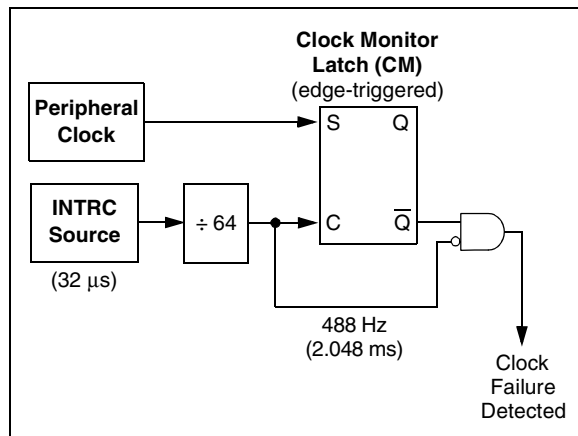 Clock Monitor
Latch (CM)
(edge-triggered)
Peripheral
Clock
S Q
INTRC
Source
÷ 64
C Q̅
(32 μs)
488 Hz
(2.048 ms)
Clock
Failure
Detected